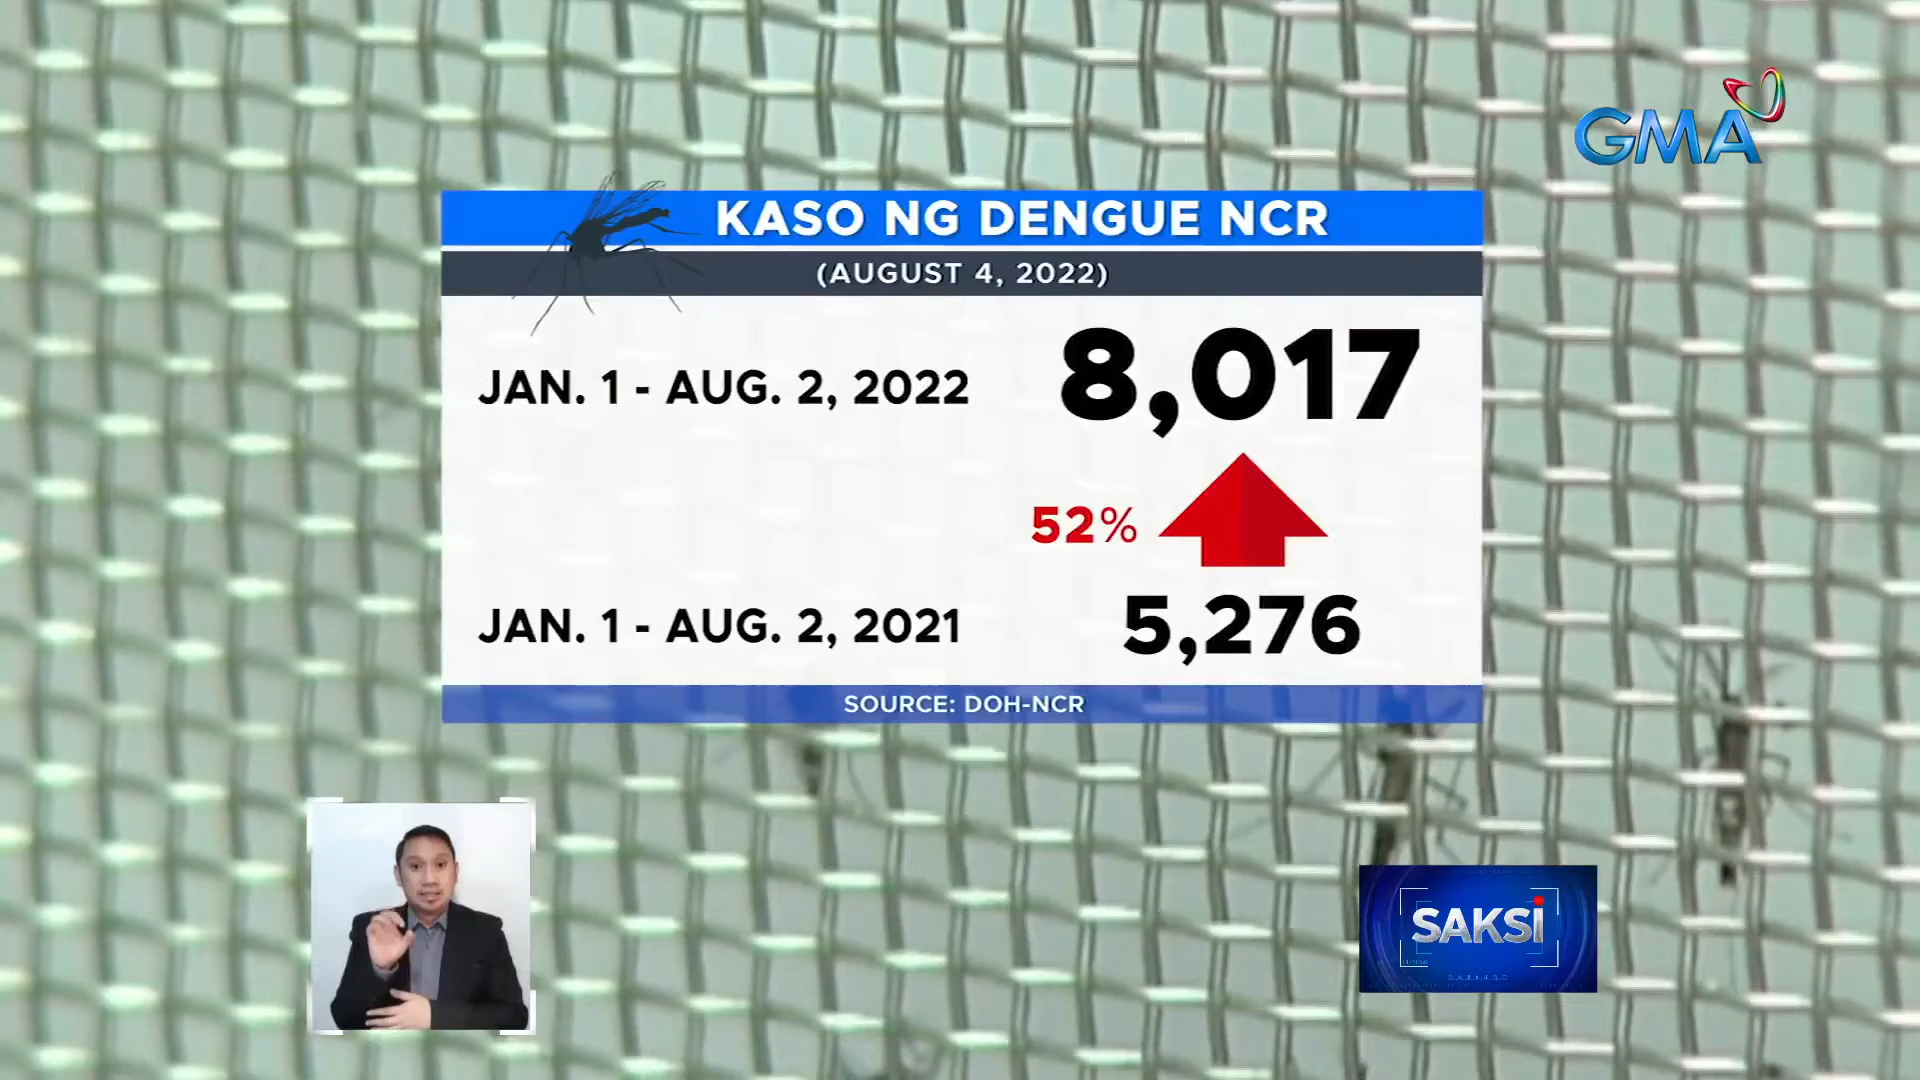 GMA
KASO NG DENGUE NCR
(AUGUST 4, 2022)
JAN. 1 - AUG. 2, 2022 8,017
52%
JAN. 1 - AUG. 2, 2021 5,276
SOURCE: DOH-NCR
SAKSI